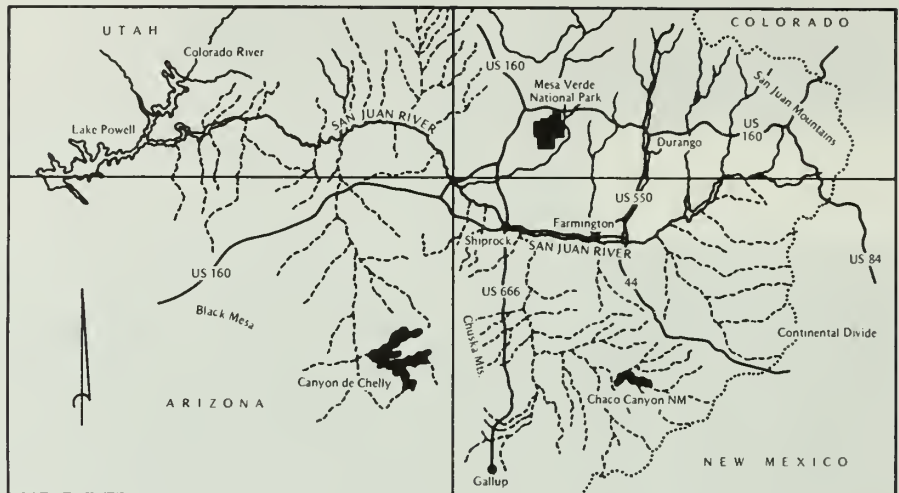 UTAH
COLORADO
Colorado River
US 160
Mesa Verde
National Park
San Juan Mountains
Lake Powell
SAN JUAN RIVER
Durango
US
160
US 550
Farmington
Shiprock
SAN JUAN RIVER
US 84
US 160
US 666
44
Black Mesa
Chuska Mts.
Continental Divide
Canyon de Chelly
Chaco Canyon NM
ARIZONA
NEW MEXICO
Gallup